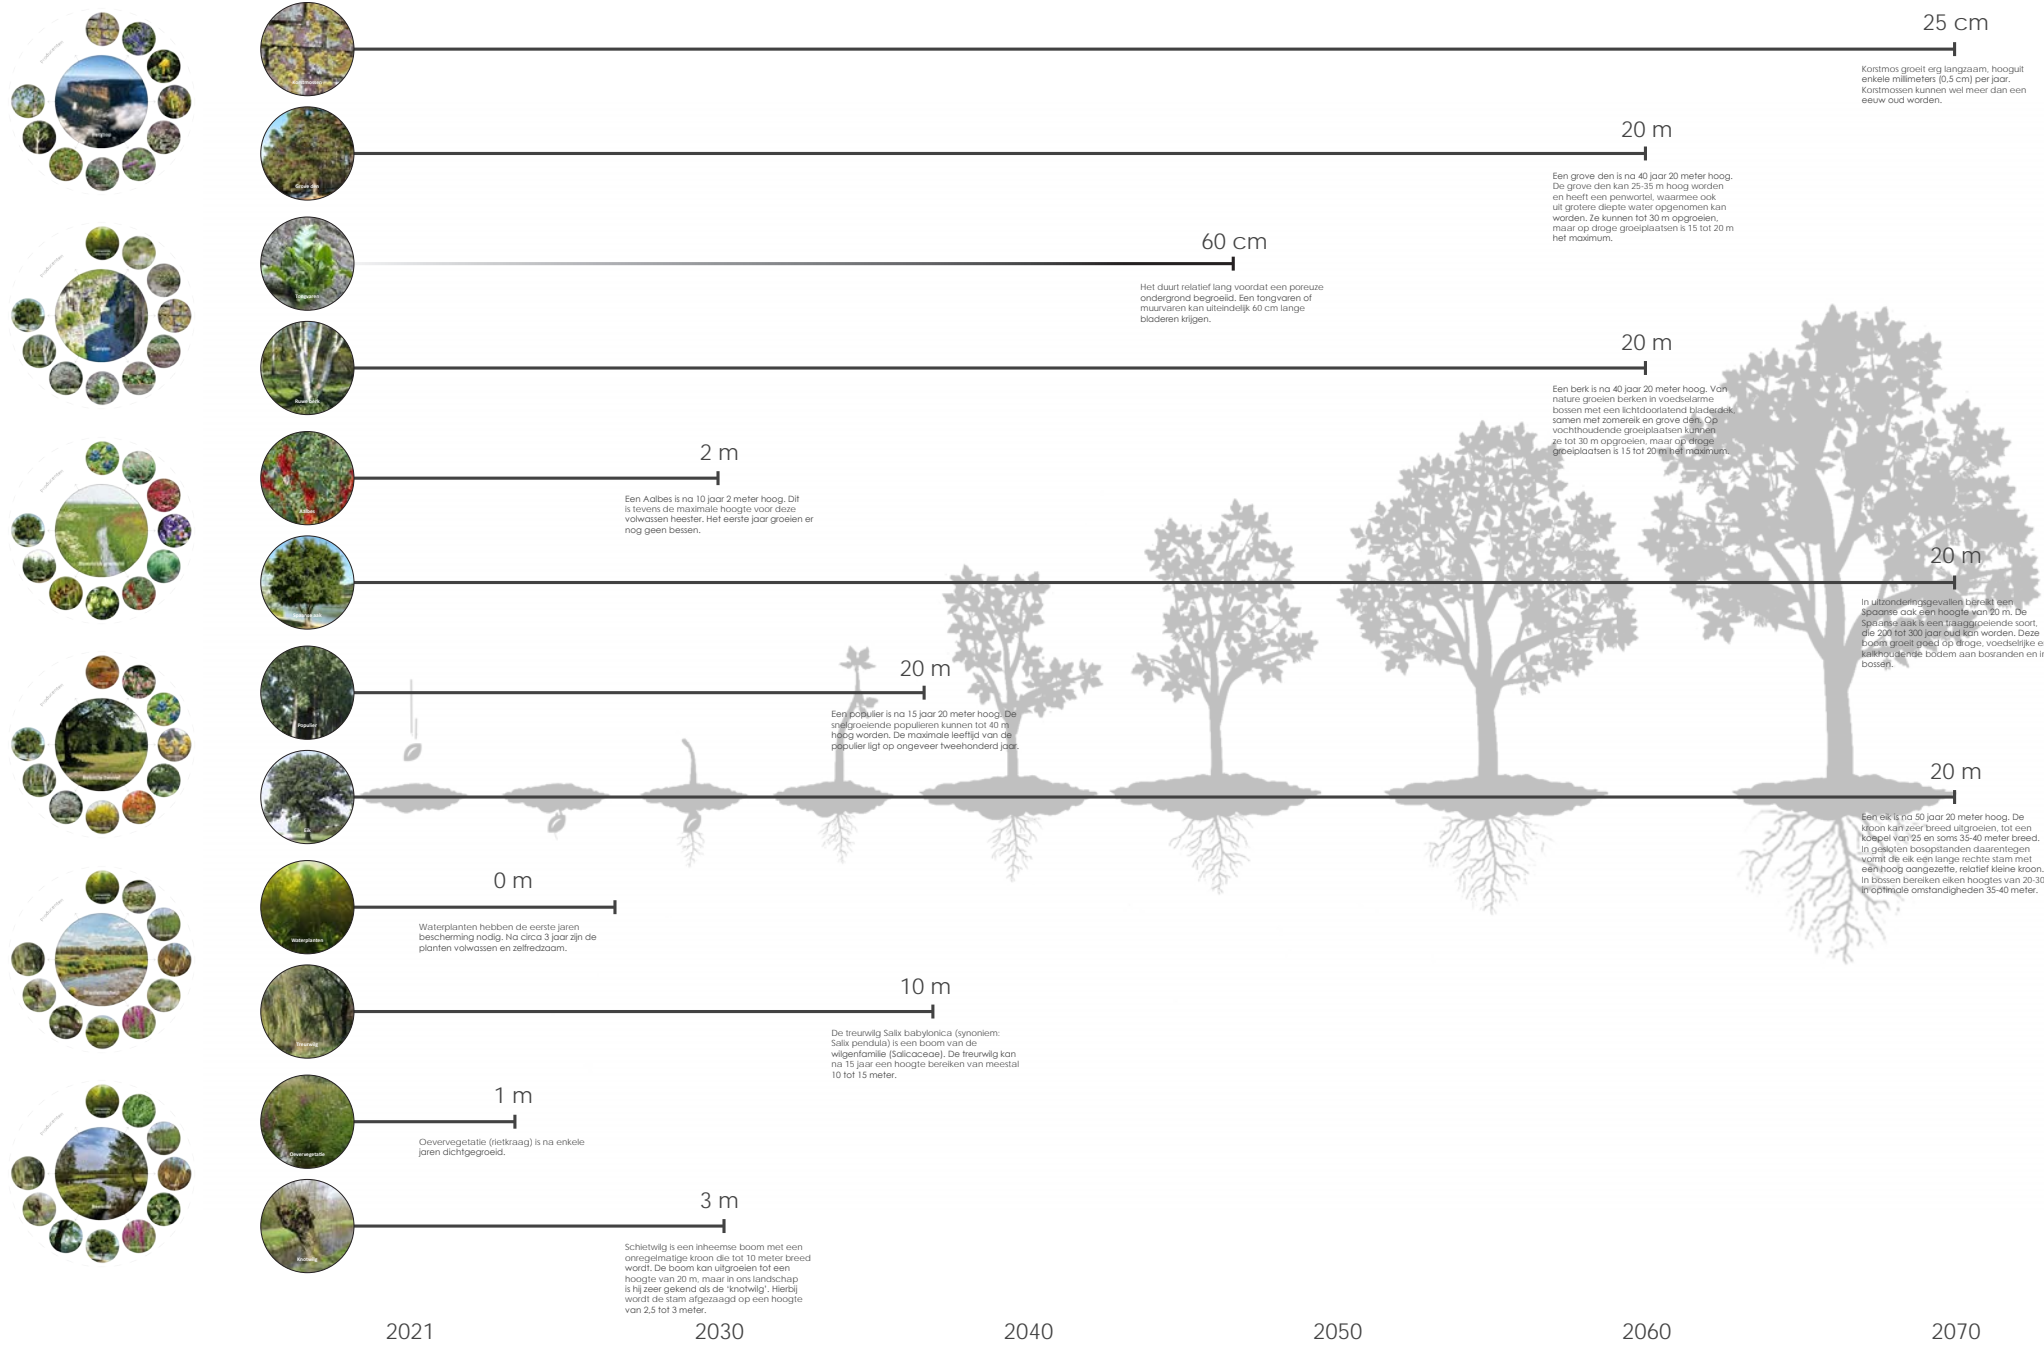 25 cm
Korstmos groeit erg langzaam, hooguit
enkele millimeters (0,5 cm) per jaar.
Korstmossen kunnen wel meer dan een
eeuw oud worden.
20 m
Grove den
Een grove den is na 40 jaar 20 meter hoog.
De grove den kan 25-35 m hoog worden
en heeft een penwortel, waarmee ook
uit grotere diepte water opgenomen kan
worden. Ze kunnen tot 30 m opgroeien,
maar op droge groeiplaatsen is 15 tot 20 m
het maximum.
60 cm
Tongvaren
Het duurt relatief lang voordat een poreuze
ondergrond begroeid. Een tongvaren of
muurvaren kan uiteindelijk 60 cm lange
bladeren krijgen.
20 m
Ruwe berk
Een berk is na 40 jaar 20 meter hoog. Van
nature groeien berken in voedselarme
bossen met een lichtdoorlatend bladerdek,
samen met zomereik en grove den. Op
vochthoudende groeiplaatsen kunnen
ze tot 30 m opgroeien, maar op droge
groeiplaatsen is 15 tot 20 m het maximum.
2 m
Aalbes
Een Aalbes is na 10 jaar 2 meter hoog. Dit
is tevens de maximale hoogte voor deze
volwassen heester. Het eerste jaar groeien er
nog geen bessen.
20 m
In uitzonderingsgevallen bereikt een
Spaanse aak een hoogte van 20 m. De
Spaanse aak is een traaggroeiende soort,
die 200 tot 300 jaar oud kan worden. Deze
boom groeit goed op droge, voedselrijke e
kalkhoudende bodem aan bosranden en i
bossen.
20 m
Populier
Een populier is na 15 jaar 20 meter hoog. De
snelgroeiende populieren kunnen tot 40 m
hoog worden. De maximale leeftijd van de
populier ligt op ongeveer tweehonderd jaar.
20 m
Eik
Een eik is na 50 jaar 20 meter hoog. De
kroon kan zeer breed uitgroeien, tot een
koepel van 25 en soms 35-40 meter breed.
In gesloten bosopstanden daarentegen
vormt de eik een lange rechte stam met
een hoog aangezette, relatief kleine kroon.
In bossen bereiken eiken hoogtes van 20-30
in optimale omstandigheden 35-40 meter.
0 m
Waterplanten
Waterplanten hebben de eerste jaren
bescherming nodig. Na circa 3 jaar zijn de
planten volwassen en zelfredzaam.
10 m
Treurwilg
De treurwilg Salix babylonica (synoniem:
Salix pendula) is een boom van de
wilgenfamilie (Salicaceae). De treurwilg kan
na 15 jaar een hoogte bereiken van meestal
10 tot 15 meter.
1 m
Oevervegetatie
Oevervegetatie (rietkraag) is na enkele
jaren dichtgegroeid.
3 m
Knotwilg
Schietwilg is een inheemse boom met een
onregelmatige kroon die tot 10 meter breed
wordt. De boom kan uitgroeien tot een
hoogte van 20 m, maar in ons landschap
is hij zeer gekend als de 'knotwilg'. Hierbij
wordt de stam afgezaagd op een hoogte
van 2,5 tot 3 meter.
2021
2030
2040
2050
2060
2070